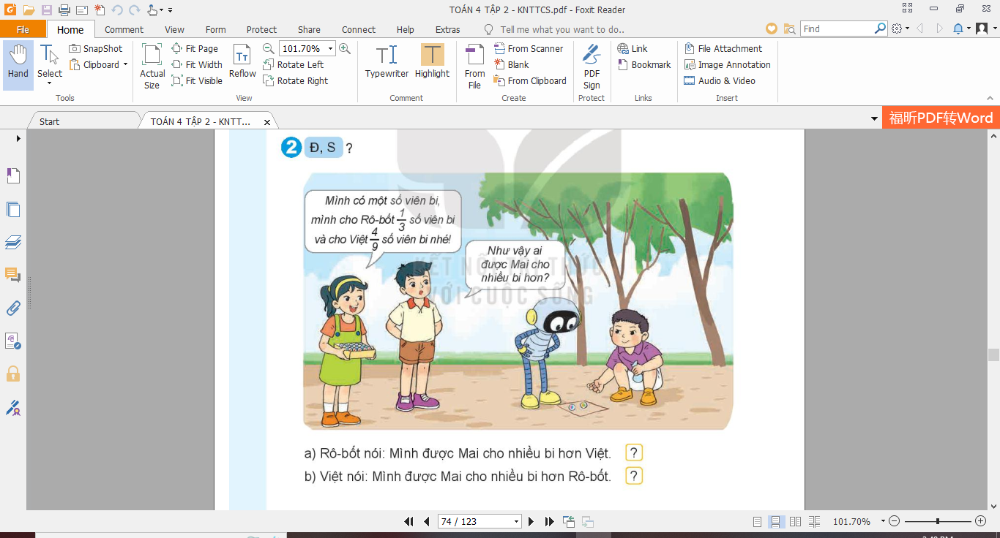 TOÁN 4 TẬP 2 - KNTTCS.pdf - Foxit Reader
File Home Comment View Form Protect Share Connect Help Extras Tell me what you want to do.. Find
Hand
Select
SnapShot
Clipboard
Tools
Actual Size
Fit Page
Fit Width
Fit Visible
Reflow
101.70%
Rotate Left
Rotate Right
View
Typewriter
Highlight
Comment
From File
From Scanner
Blank
From Clipboard
Create
PDF Sign
Protect
Link
Bookmark
Links
File Attachment
Image Annotation
Audio & Video
Insert
Start
TOÁN 4 TẬP 2 - KNTT...
福昕PDF转Word
2 Đ, S ?
Mình có một số viên bi,
mình cho Rô-bốt 1/3 số viên bi
và cho Việt 4/9 số viên bi nhé!
Như vậy ai
được Mai cho
nhiều bi hơn?
KẾT NỐI TRI THỨC
VỚI CUỘC SỐNG
a) Rô-bốt nói: Mình được Mai cho nhiều bi hơn Việt. ?
b) Việt nói: Mình được Mai cho nhiều bi hơn Rô-bốt. ?
74 / 123
101.70%